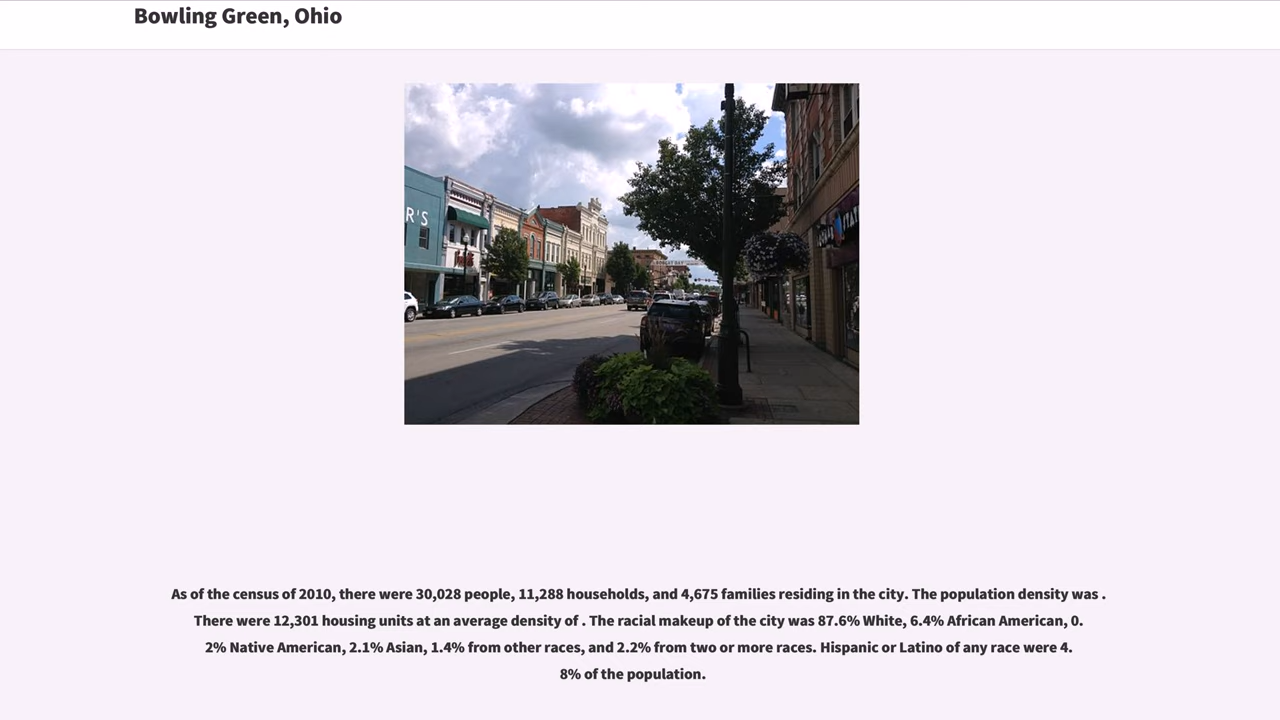 Bowling Green, Ohio
R'S
As of the census of 2010, there were 30,028 people, 11,288 households, and 4,675 families residing in the city. The population density was .
There were 12,301 housing units at an average density of . The racial makeup of the city was 87.6% White, 6.4% African American, 0.
2% Native American, 2.1% Asian, 1.4% from other races, and 2.2% from two or more races. Hispanic or Latino of any race were 4.
8% of the population.